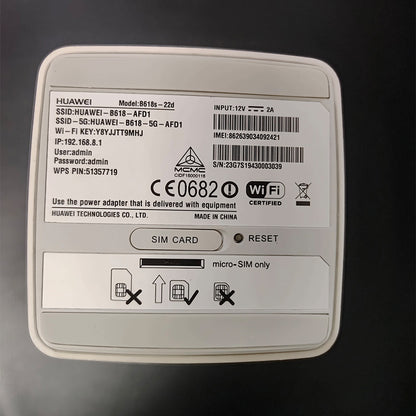 HUAWEI Model:B618s-22d
SSID:HUAWEI-B618-AFD1
SSID-5G:HUAWEI-B618-5G-AFD1
Wi-Fi KEY:Y8YJJTT9MHJ
IP:192.168.8.1
User:admin
Password:admin
WPS PIN:51357719
INPUT:12V 2A
IMEI:862639034092421
S/N:23G7S19430003039
MCMC
CIDF16000116
CE0682
Wi Fi
CERTIFIED
Use the power adapter that is delivered with equipment
HUAWEI TECHNOLOGIES CO., LTD. MADE IN CHINA
SIM CARD RESET
micro-SIM only